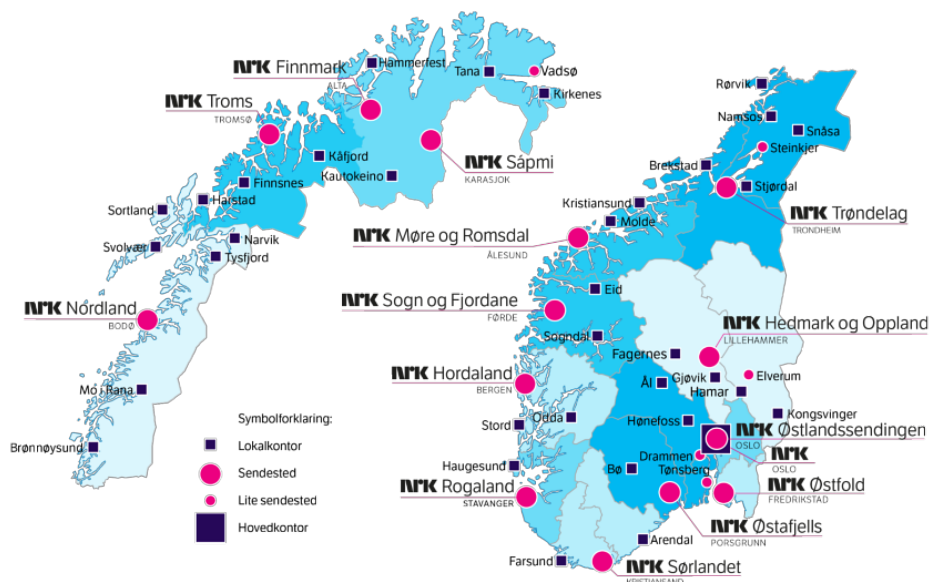 NRK Finnmark
ALTA
Hammerfest
Tana
Vadsø
Kirkenes
NRK Troms
TROMSØ
Kåfjord
Kautokeino
NRK Sápmi
KARASJOK
Finnsnes
Harstad
Sortland
Svolvær
Narvik
Tysfjord
NRK Nordland
BODØ
Mo i Rana
Brønnøysund
Symbolforklaring:
Lokalkontor
Sendested
Lite sendested
Hovedkontor
Rørvik
Namsos
Snåsa
Steinkjer
Brekstad
Stjørdal
NRK Trøndelag
TRONDHEIM
Kristiansund
Molde
NRK Møre og Romsdal
ÅLESUND
Eid
NRK Sogn og Fjordane
FØRDE
Sogndal
NRK Hedmark og Oppland
LILLEHAMMER
Fagernes
Gjøvik
Elverum
Hamar
Ål
NRK Hordaland
BERGEN
Kongsvinger
Odda
Stord
Hønefoss
NRK Østlandssendingen
OSLO
NRK
OSLO
Drammen
Tønsberg
Haugesund
Bø
NRK Rogaland
STAVANGER
NRK Østfold
FREDRIKSTAD
NRK Østafjells
PORSGRUNN
Arendal
Farsund
NRK Sørlandet
KRISTIANSAND